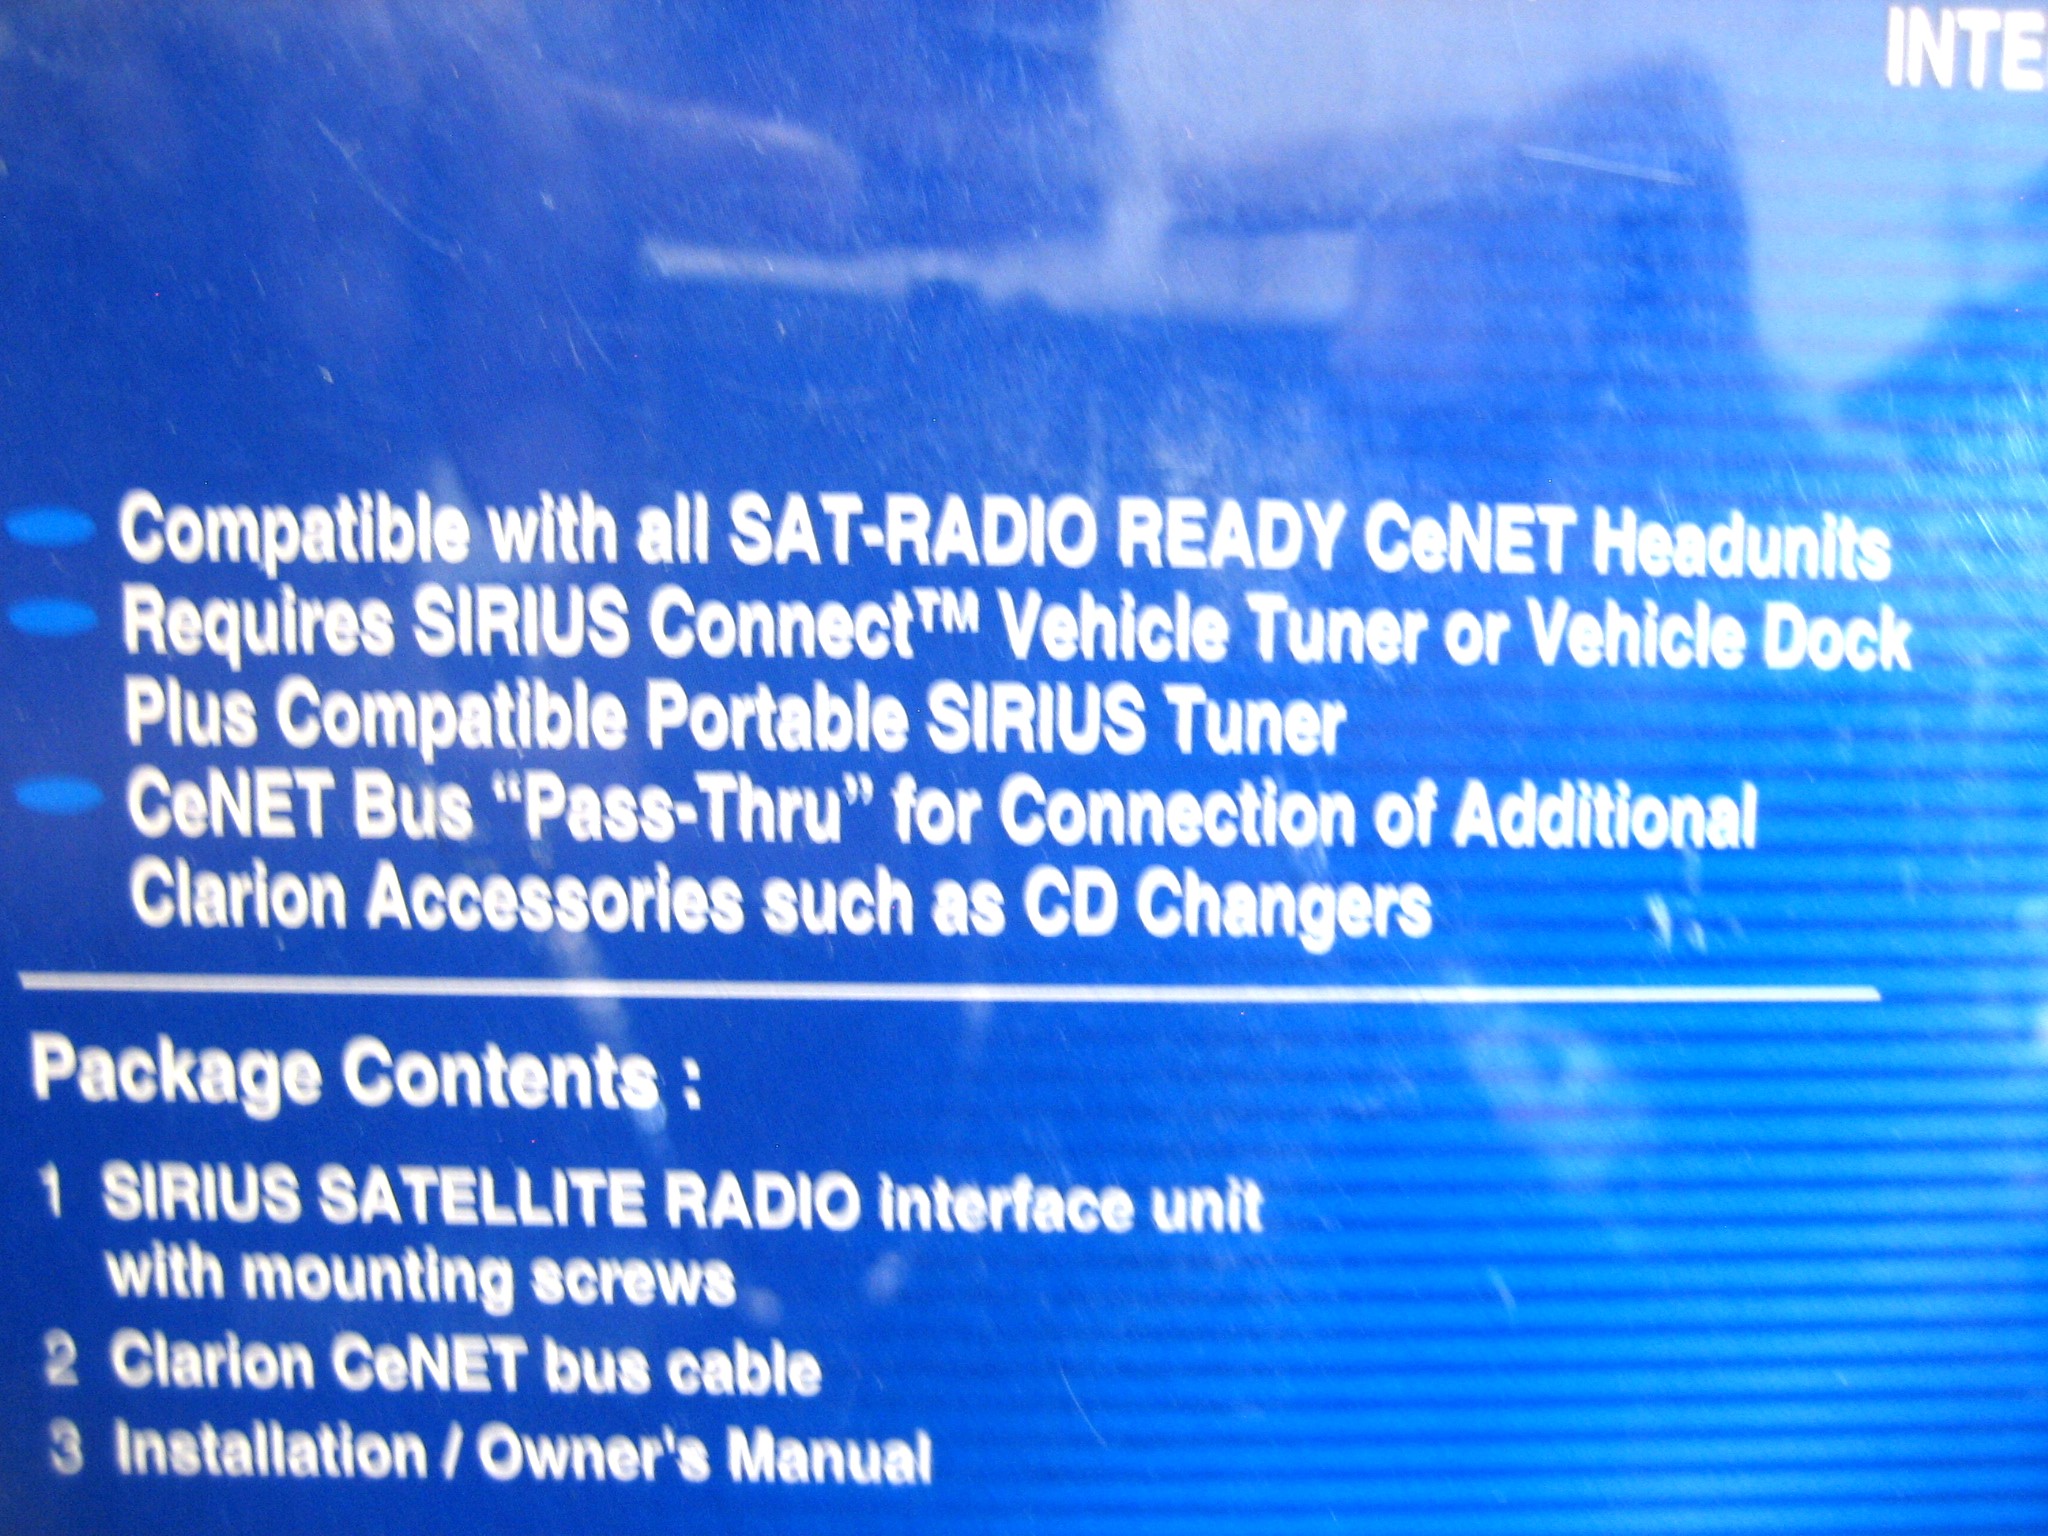 INTE
Compatible with all SAT-RADIO READY CeNET Headunits
Requires SIRIUS Connect™ Vehicle Tuner or Vehicle Dock
Plus Compatible Portable SIRIUS Tuner
CeNET Bus “Pass-Thru” for Connection of Additional
Clarion Accessories such as CD Changers
Package Contents :
1 SIRIUS SATELLITE RADIO interface unit
with mounting screws
2 Clarion CeNET bus cable
3 Installation / Owner's Manual